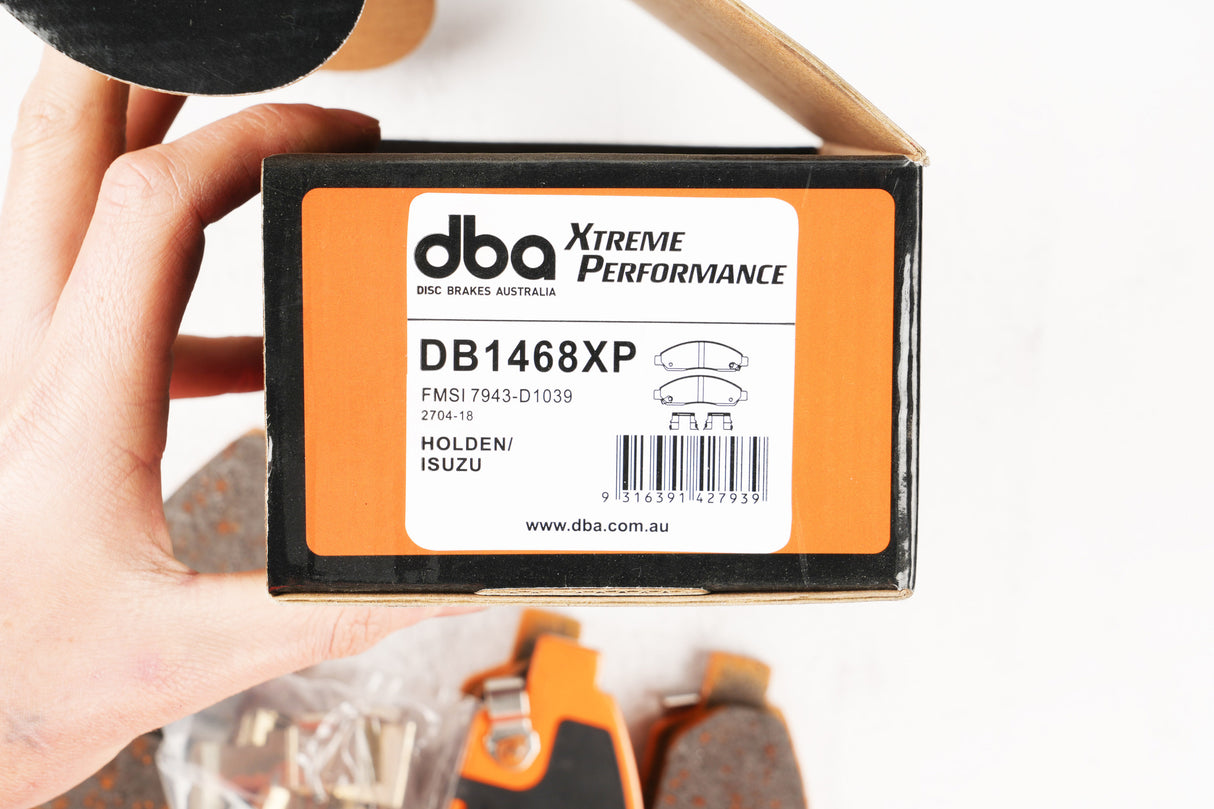 dba
DISC BRAKES AUSTRALIA
XTREME
PERFORMANCE
DB1468XP
FMSI 7943-D1039
2704-18
HOLDEN/
ISUZU
9 316391 427939
www.dba.com.au